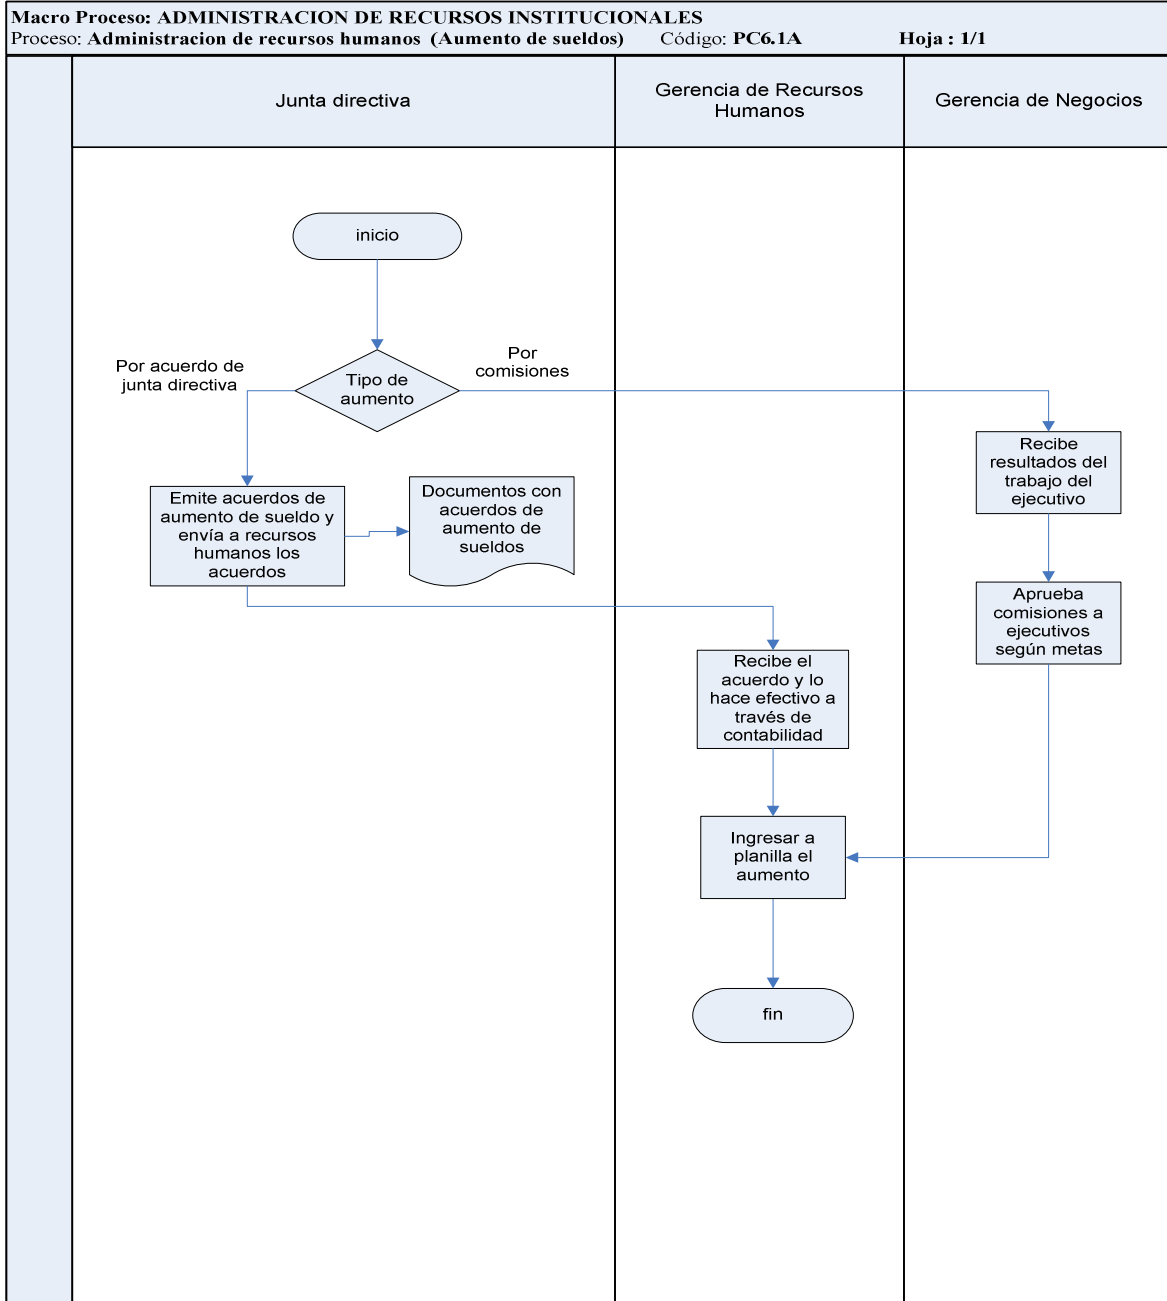 Macro Proceso: ADMINISTRACION DE RECURSOS INSTITUCIONALES
Proceso: Administracion de recursos humanos (Aumento de sueldos) Código: PC6.1A Hoja : 1/1
Junta directiva
Gerencia de Recursos
Humanos
Gerencia de Negocios
inicio
Por acuerdo de
junta directiva
Tipo de
aumento
Por
comisiones
Recibe
resultados del
trabajo del
ejecutivo
Emite acuerdos de
aumento de sueldo y
envía a recursos
humanos los
acuerdos
Documentos con
acuerdos de
aumento de
sueldos
Aprueba
comisiones a
ejecutivos
según metas
Recibe el
acuerdo y lo
hace efectivo a
través de
contabilidad
Ingresar a
planilla el
aumento
fin